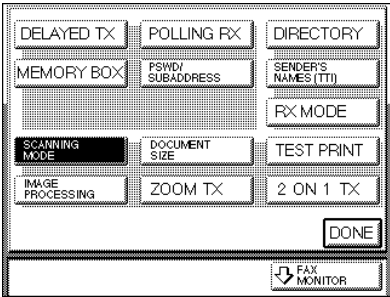 DELAYED TX
POLLING RX
DIRECTORY
MEMORY BOX
PSWD/
SUBADDRESS
SENDER'S
NAMES (TTI)
RX MODE
SCANNING
MODE
DOCUMENT
SIZE
TEST PRINT
IMAGE
PROCESSING
ZOOM TX
2 ON 1 TX
DONE
FAX
MONITOR